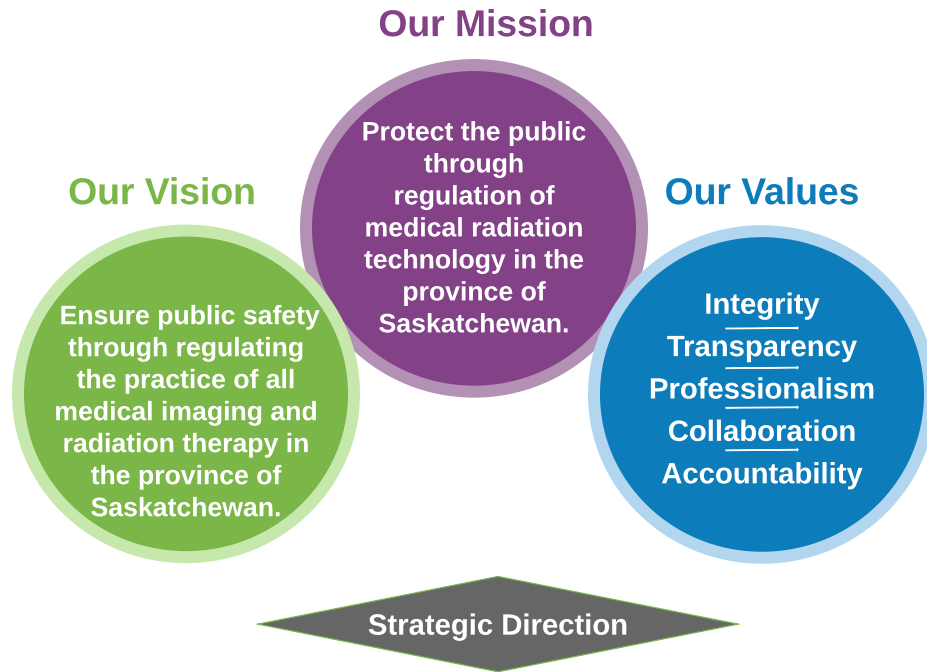 Our Mission
Protect the public
through
regulation of
medical radiation
technology in the
province of
Saskatchewan.
Our Vision
Ensure public safety
through regulating
the practice of all
medical imaging and
radiation therapy in
the province of
Saskatchewan.
Our Values
Integrity
Transparency
Professionalism
Collaboration
Accountability
Strategic Direction